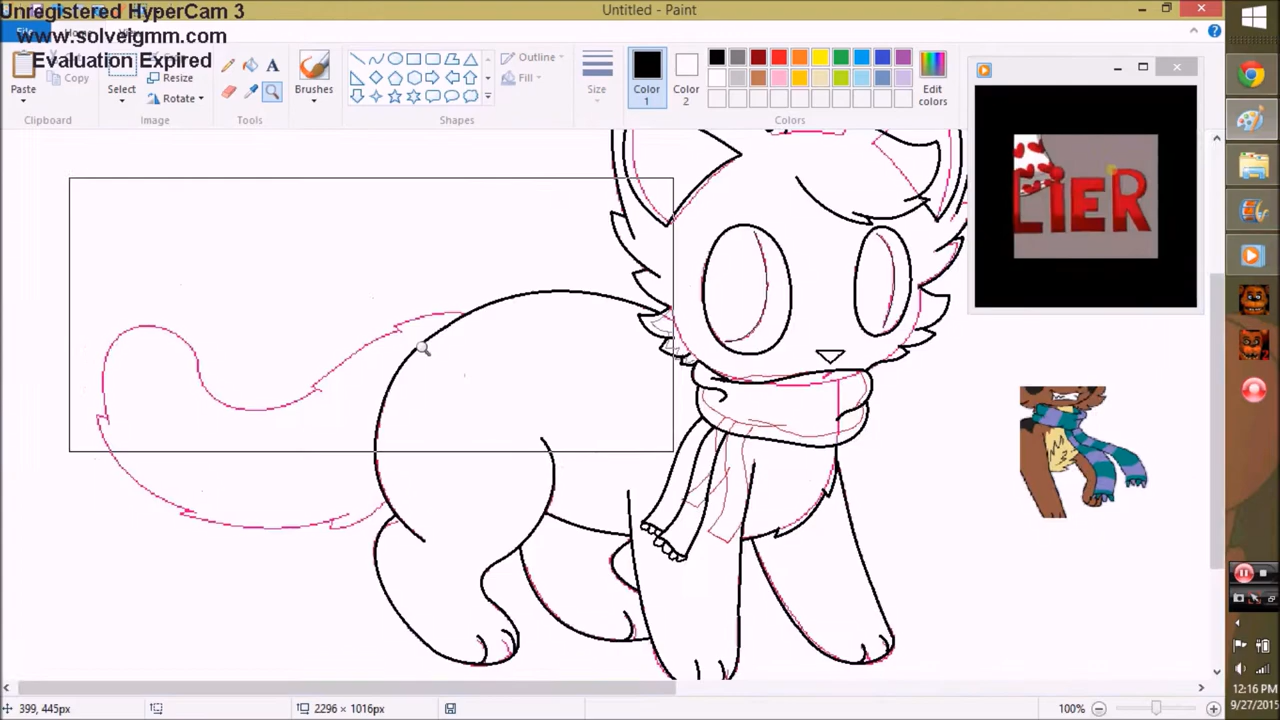 Unregistered HyperCam 3
www.solveigmm.com
Evaluation Expired
Untitled - Paint
File
Paste
Copy
Clipboard
Select
Resize
Rotate
Image
Tools
Brushes
Outline
Fill
Shapes
Size
Color 1
Color 2
Edit colors
Colors
LIER
399, 445px
2296 × 1016px
100%
12:16 PM
9/27/2015